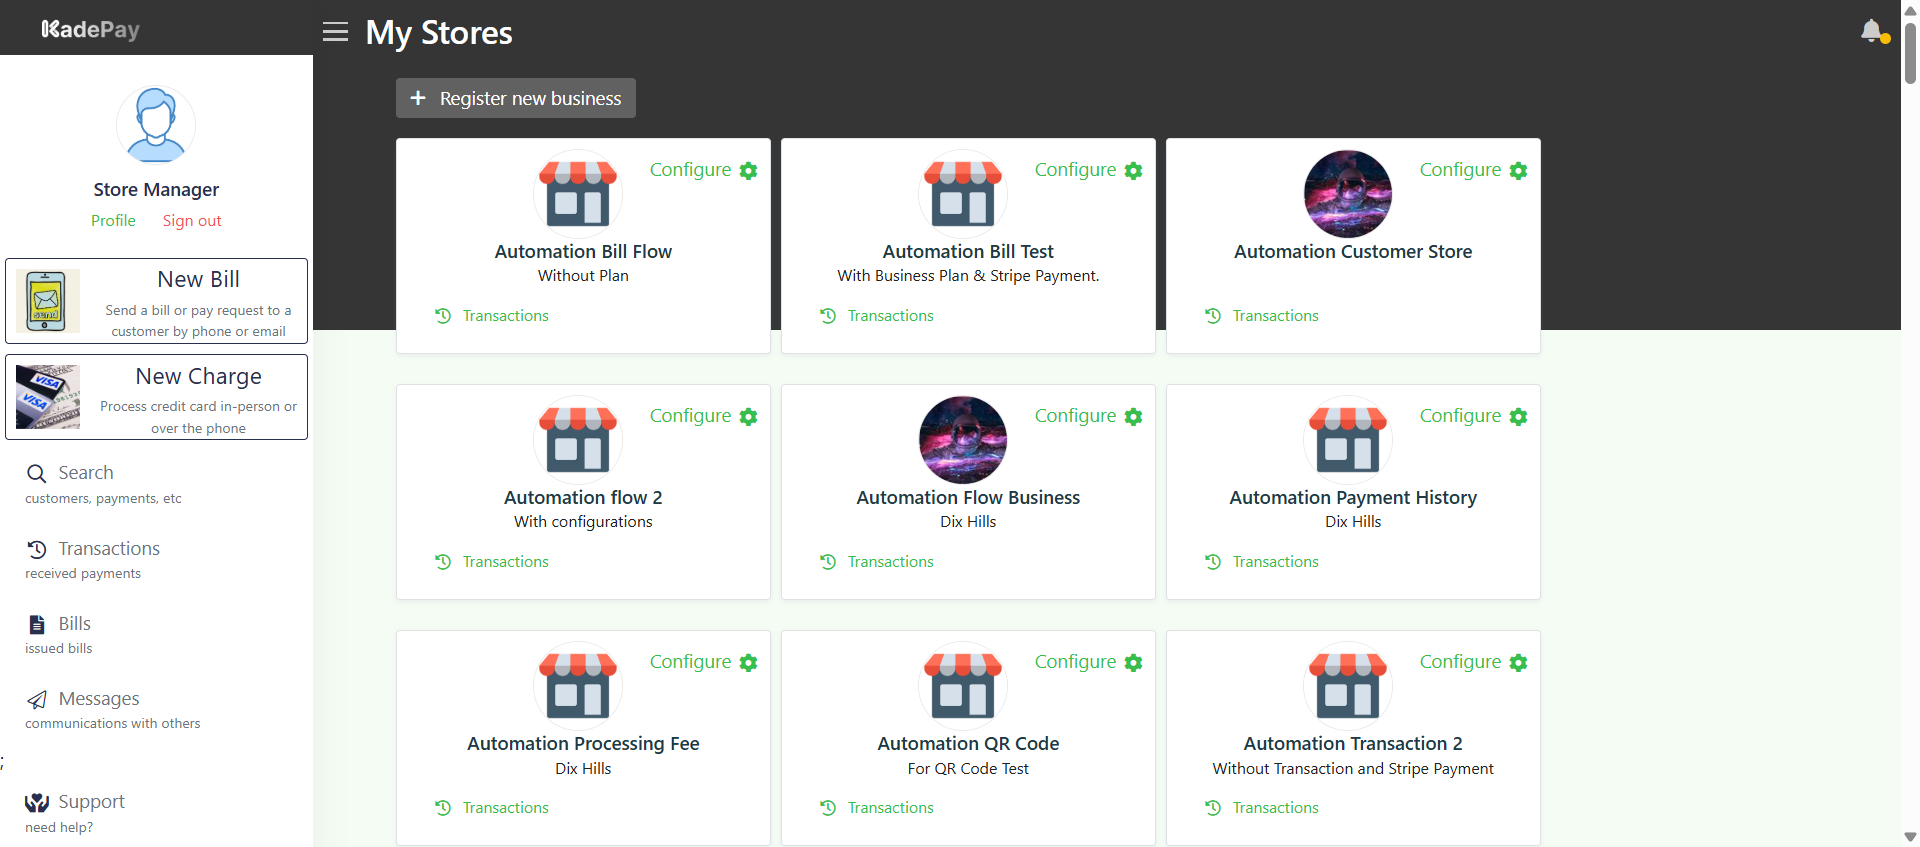 KadePay
My Stores
Register new business
Store Manager
Profile
Sign out
New Bill
Send a bill or pay request to a
customer by phone or email
send
New Charge
Process credit card in-person or
over the phone
VISA
VISA
Search
customers, payments, etc
Transactions
received payments
Bills
issued bills
Messages
communications with others
;
Support
need help?
Configure
Automation Bill Flow
Without Plan
Transactions
Configure
Automation Bill Test
With Business Plan & Stripe Payment.
Transactions
Configure
Automation Customer Store
Transactions
Configure
Automation flow 2
With configurations
Transactions
Configure
Automation Flow Business
Dix Hills
Transactions
Configure
Automation Payment History
Dix Hills
Transactions
Configure
Automation Processing Fee
Dix Hills
Transactions
Configure
Automation QR Code
For QR Code Test
Transactions
Configure
Automation Transaction 2
Without Transaction and Stripe Payment
Transactions